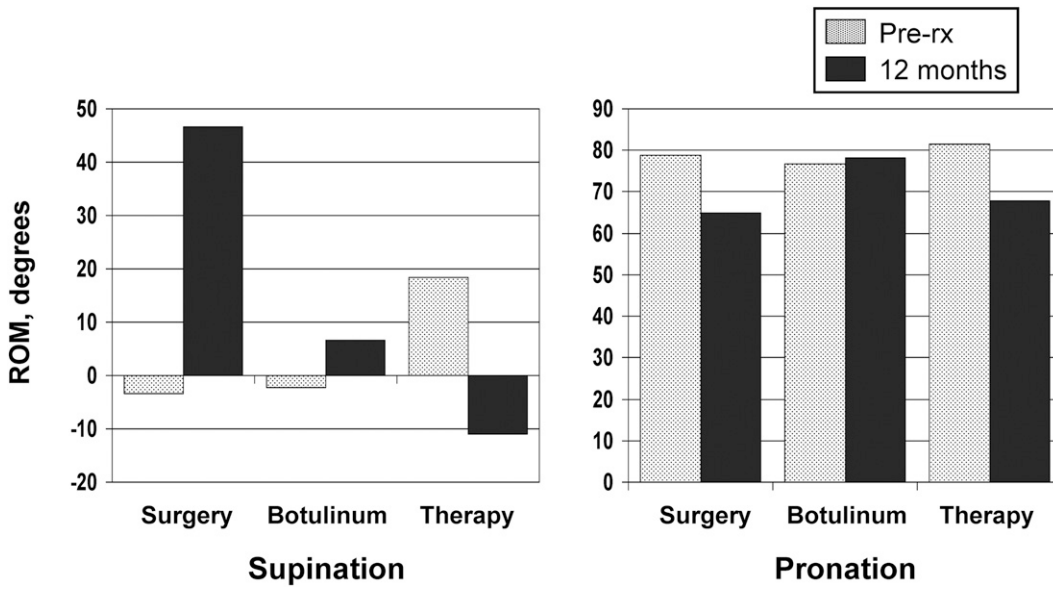 Pre-rx
12 months
ROM, degrees
50
40
30
20
10
0
-10
-20
Surgery Botulinum Therapy
Supination
90
80
70
60
50
40
30
20
10
0
Surgery Botulinum Therapy
Pronation